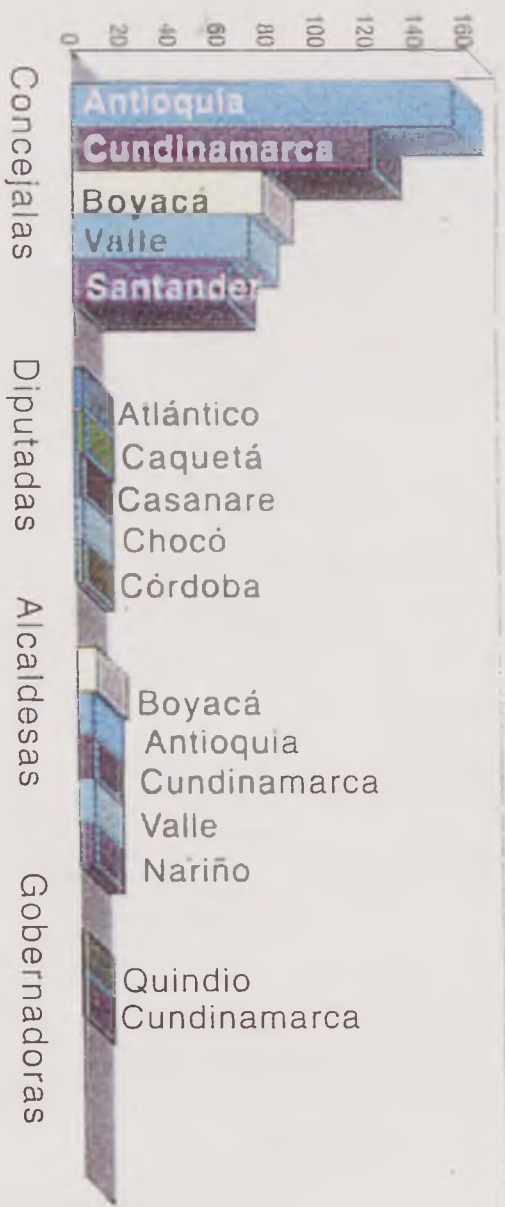 0 20 40 60 80 100 120 140 160
Concejalas
Antioquia
Cundinamarca
Boyaca
Valle
Santander
Diputadas
Atlántico
Caquetá
Casanare
Chocó
Córdoba
Alcaldesas
Boyacá
Antioquia
Cundinamarca
Valle
Nariño
Gobernadoras
Quindio
Cundinamarca